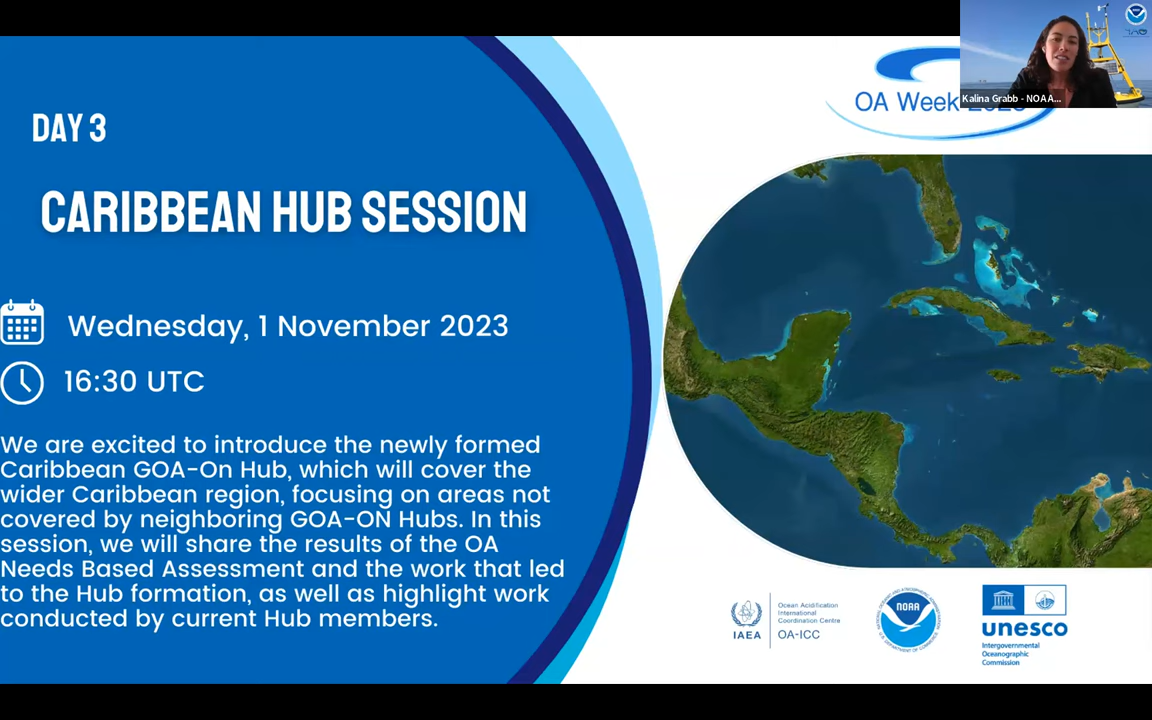 DAY 3
CARIBBEAN HUB SESSION
Wednesday, 1 November 2023
16:30 UTC
We are excited to introduce the newly formed
Caribbean GOA-On Hub, which will cover the
wider Caribbean region, focusing on areas not
covered by neighboring GOA-ON Hubs. In this
session, we will share the results of the OA
Needs Based Assessment and the work that led
to the Hub formation, as well as highlight work
conducted by current Hub members.
OA Week 2023
Kalina Grabb - NOAA...
IAEA
Ocean Acidification
International
Coordination Centre
OA-ICC
NOAA
unesco
Intergovernmental
Oceanographic
Commission